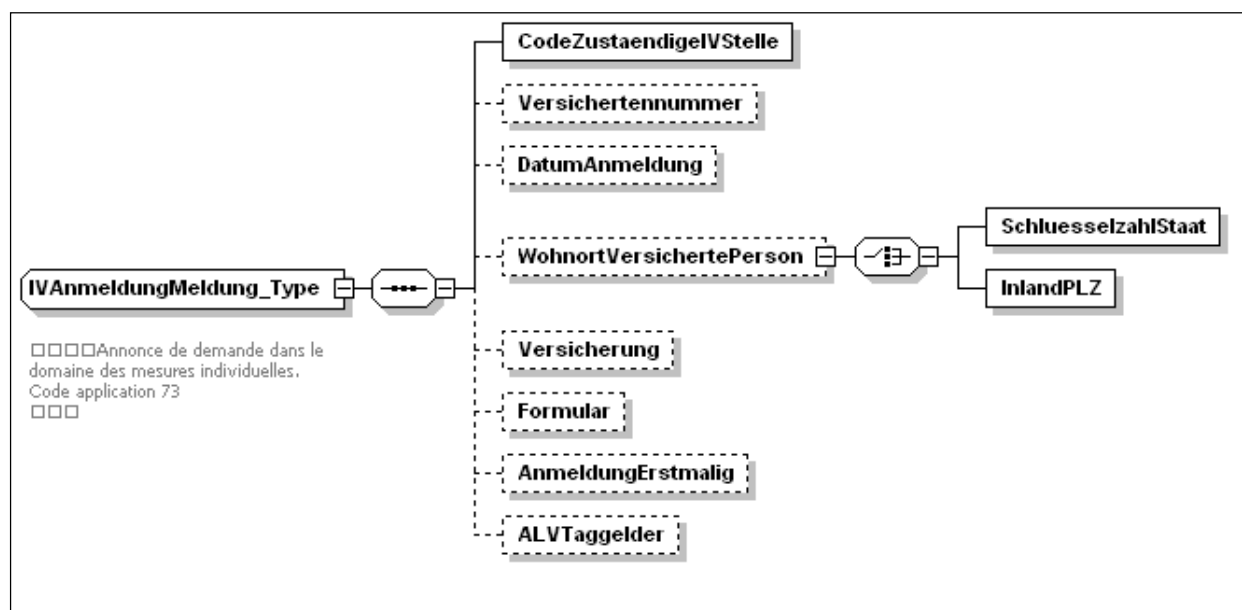 CodeZustaendigeIVStelle
Versichertennummer
DatumAnmeldung
WohnortVersichertePerson
SchluesselzahlStaat
InlandPLZ
IVAnmeldungMeldung_Type
□□□□Annonce de demande dans le
domaine des mesures individuelles.
Code application 73
□□□
Versicherung
Formular
AnmeldungErstmalig
ALVTaggelder